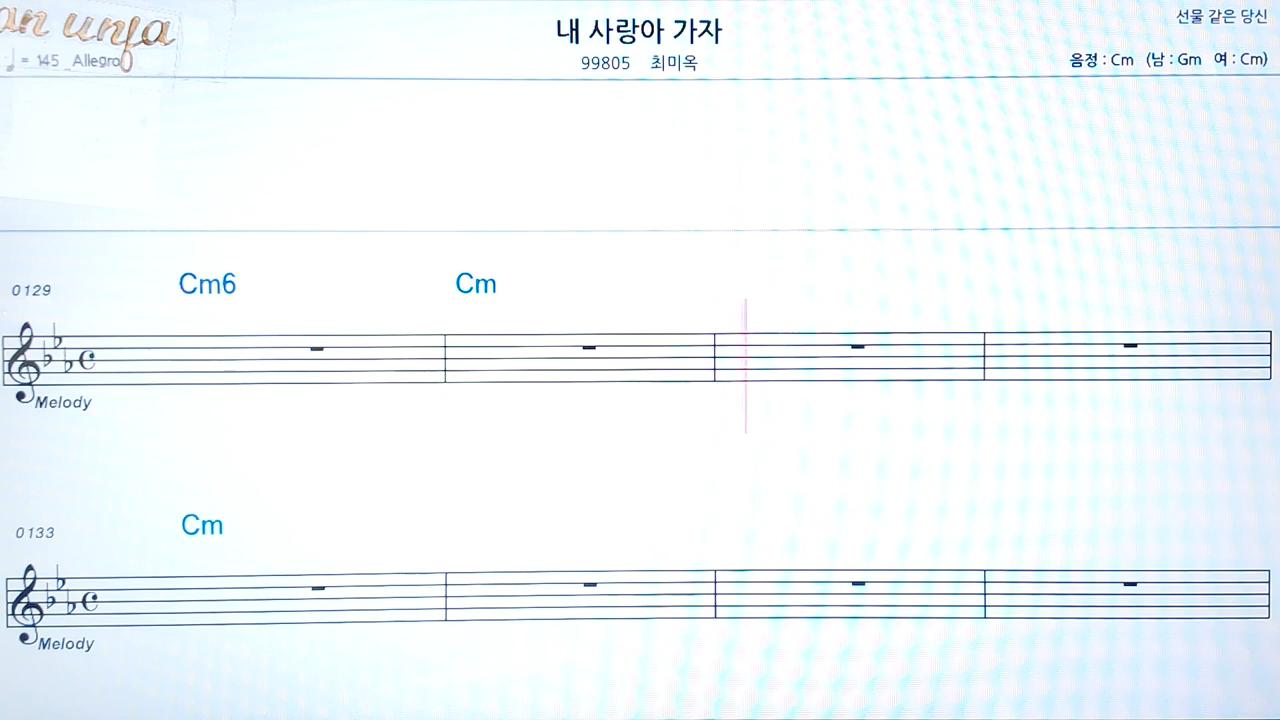 an unja
♩ = 145 _Allegro
내 사랑아 가자
99805 최미옥
선물 같은 당신
음정 : Cm (남 : Gm 여 : Cm)
0129
Cm6 Cm
Melody
0133
Cm
Melody